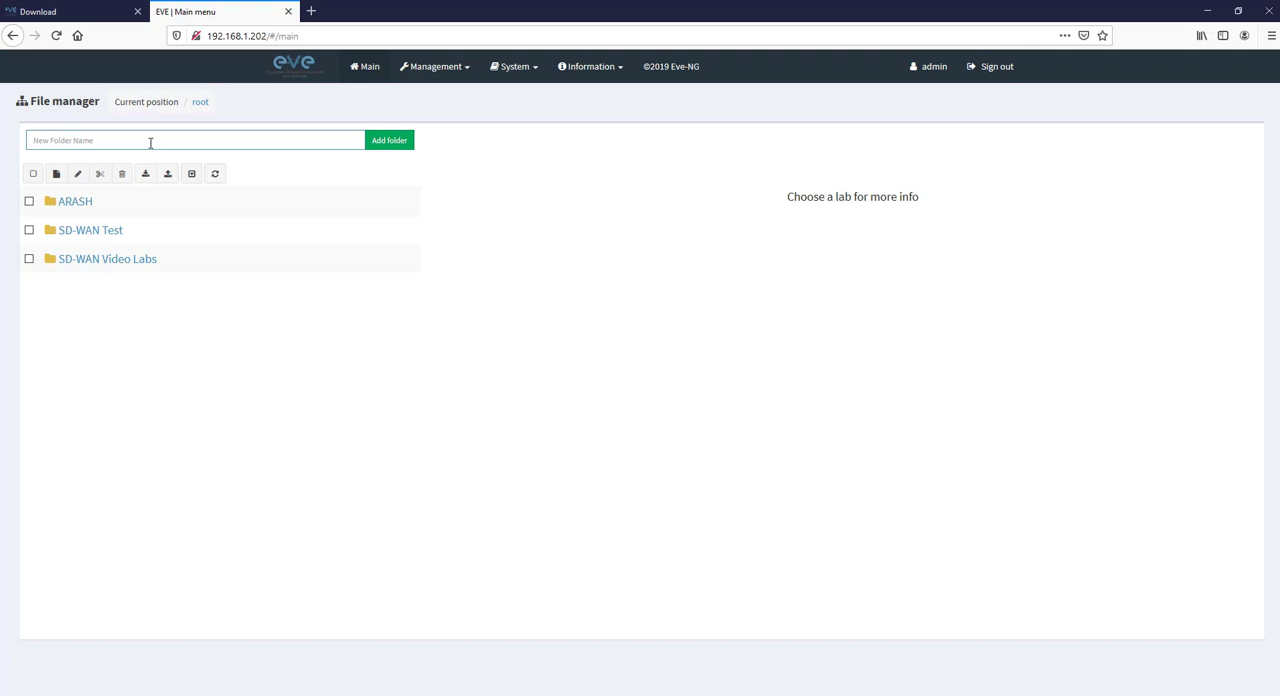 Download
EVE | Main menu
192.168.1.202/#/main
eve
Main
Management
System
Information
©2019 Eve-NG
admin
Sign out
File manager
Current position / root
New Folder Name
Add folder
ARASH
SD-WAN Test
SD-WAN Video Labs
Choose a lab for more info